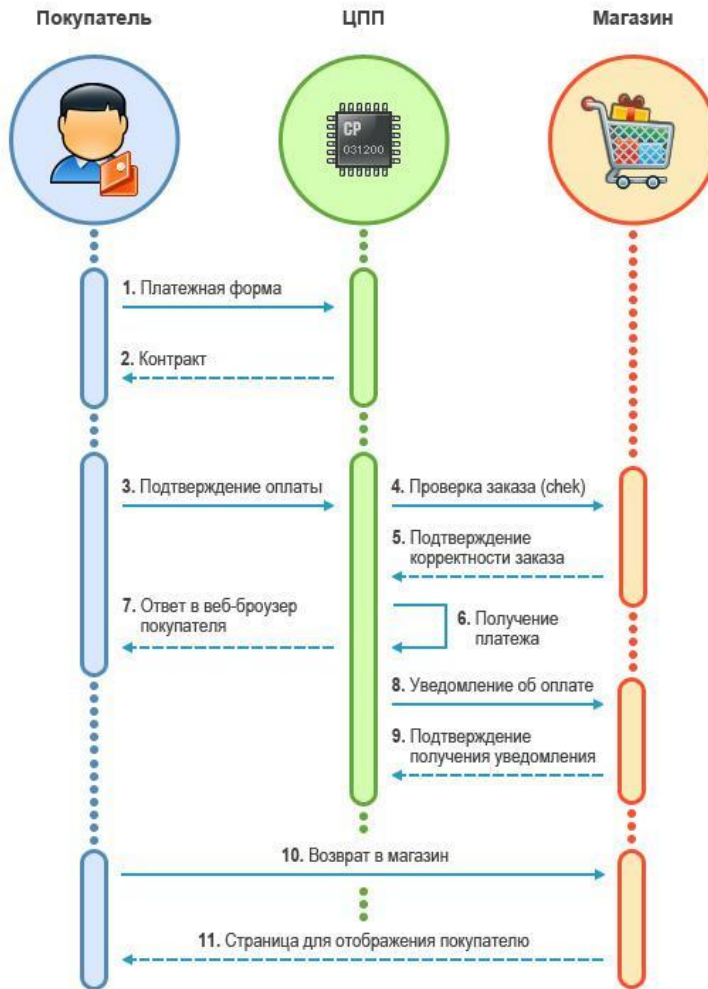 Покупатель
ЦПП
Магазин
CP
031200
1. Платежная форма
2. Контракт
3. Подтверждение оплаты
4. Проверка заказа (chek)
5. Подтверждение
корректности заказа
7. Ответ в веб-броузер
покупателя
6. Получение
платежа
8. Уведомление об оплате
9. Подтверждение
получения уведомления
10. Возврат в магазин
11. Страница для отображения покупателю